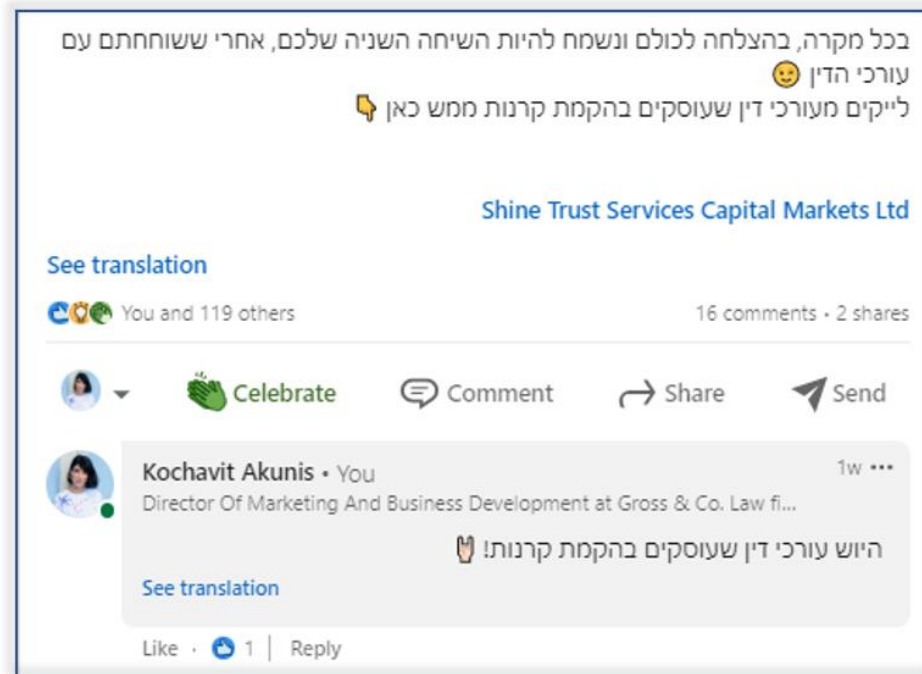 בכל מקרה, בהצלחה לכולם ונשמח להיות השיחה השניה שלכם, אחרי ששוחחתם עם
עורכי הדין 😉
לייקים מעורכי דין שעוסקים בהקמת קרנות ממש כאן 👇
Shine Trust Services Capital Markets Ltd
See translation
You and 119 others
16 comments • 2 shares
Celebrate
Comment
Share
Send
Kochavit Akunis • You
1w •••
Director Of Marketing And Business Development at Gross & Co. Law fi...
היוש עורכי דין שעוסקים בהקמת קרנות! 🤘🏻
See translation
Like · 1 | Reply